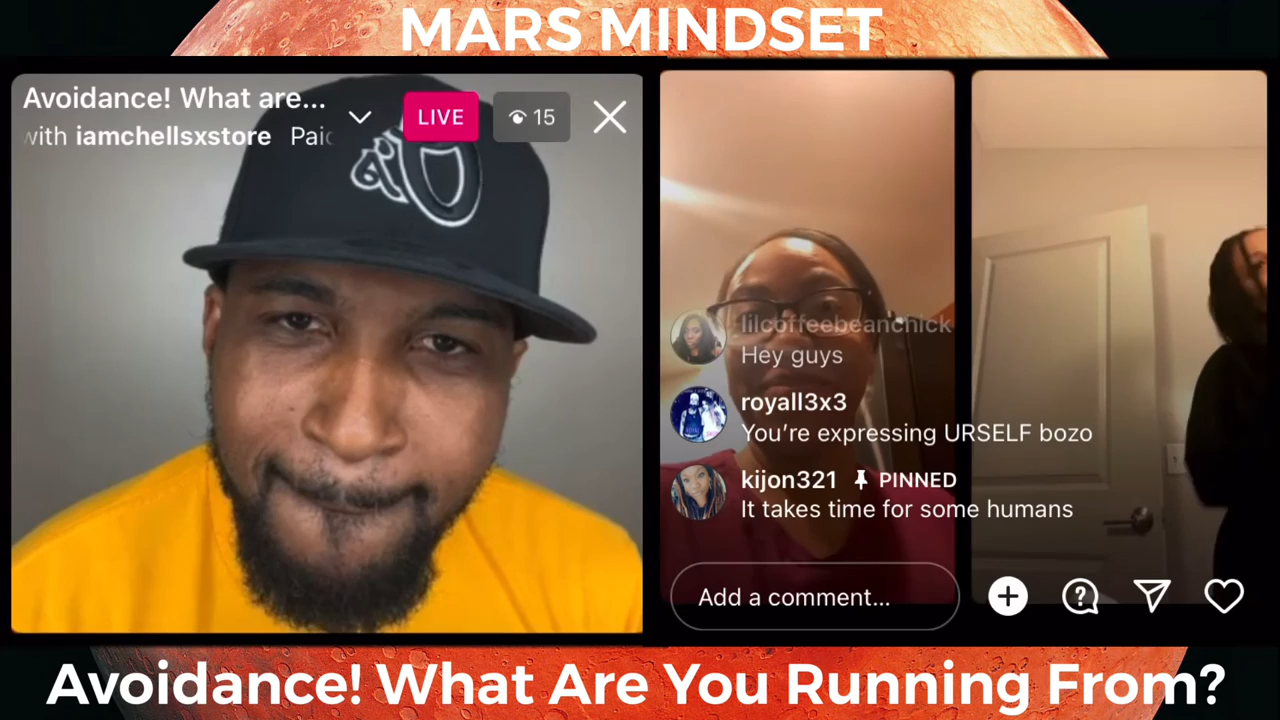 MARS MINDSET
Avoidance! What are...
with iamchellsxstore Paid
LIVE
15
lilcoffeebeanchick
Hey guys
royall3x3
You're expressing URSELF bozo
kijon321 PINNED
It takes time for some humans
Add a comment...
Avoidance! What Are You Running From?